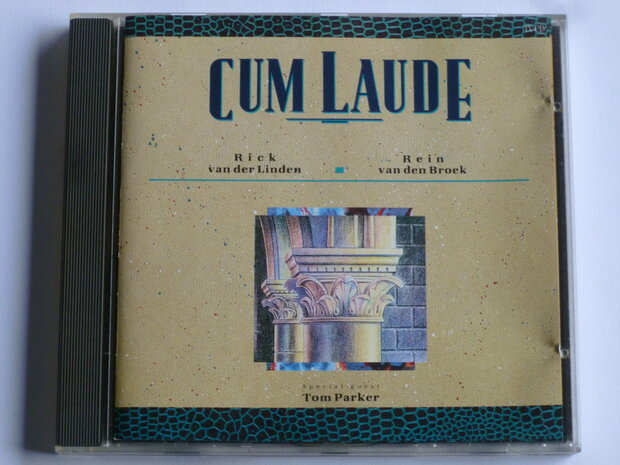 CUM LAUDE
Rick
van der Linden
Rein
van den Broek
Special guest
Tom Parker